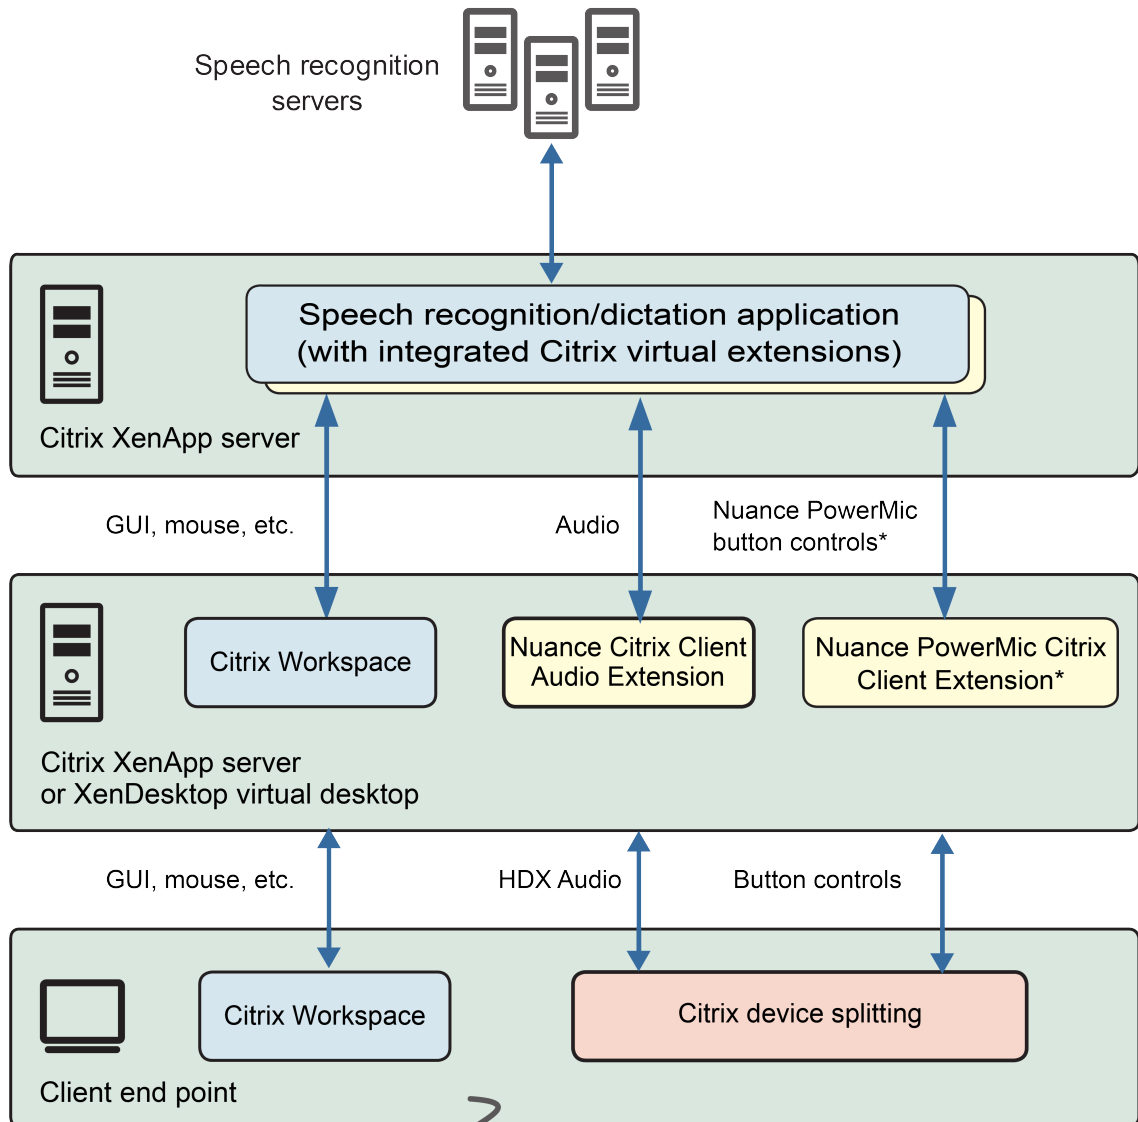 Speech recognition
servers
Speech recognition/dictation application
(with integrated Citrix virtual extensions)
Citrix XenApp server
GUI, mouse, etc.
Audio
Nuance PowerMic
button controls*
Citrix Workspace
Nuance Citrix Client
Audio Extension
Nuance PowerMic Citrix
Client Extension*
Citrix XenApp server
or XenDesktop virtual desktop
GUI, mouse, etc.
HDX Audio
Button controls
Citrix Workspace
Citrix device splitting
Client end point